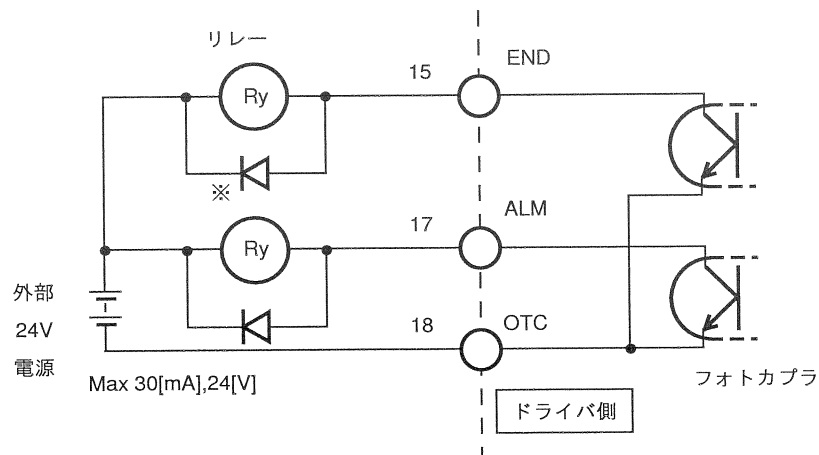 リレー
15
END
Ry
※
17
ALM
Ry
外部
24V
電源
18
OTC
Max 30[mA],24[V]
フォトカプラ
ドライバ側